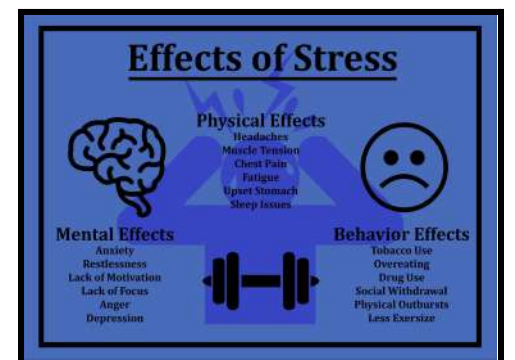 Effects of Stress
Physical Effects
Headaches
Muscle Tension
Chest Pain
Fatigue
Upset Stomach
Sleep Issues
Mental Effects
Anxiety
Restlessness
Lack of Motivation
Lack of Focus
Anger
Depression
Behavior Effects
Tobacco Use
Overeating
Drug Use
Social Withdrawal
Physical Outbursts
Less Exersize